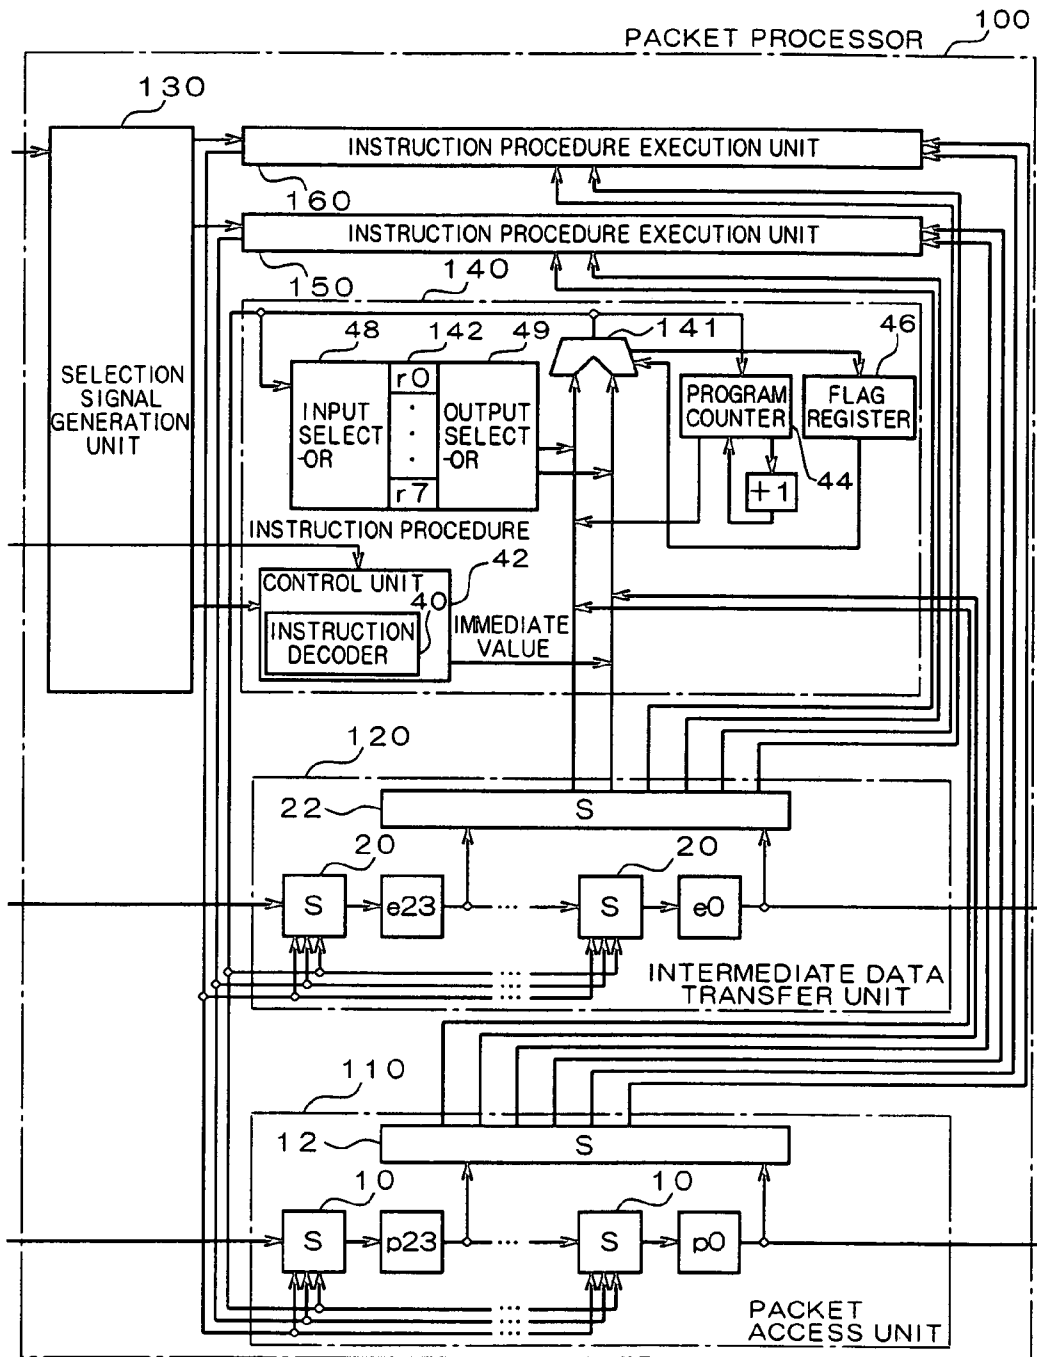 100
PACKET PROCESSOR
130
INSTRUCTION PROCEDURE EXECUTION UNIT
160
INSTRUCTION PROCEDURE EXECUTION UNIT
150
140
48
142
49
141
46
SELECTION
SIGNAL
GENERATION
UNIT
INPUT
SELECT
-OR
r0
·
·
·
r7
OUTPUT
SELECT
-OR
PROGRAM
COUNTER
FLAG
REGISTER
44
+1
INSTRUCTION PROCEDURE
CONTROL UNIT
42
40
INSTRUCTION
DECODER
IMMEDIATE
VALUE
120
22
S
20
20
S
e23
...
S
e0
...
...
INTERMEDIATE DATA
TRANSFER UNIT
110
12
S
10
10
S
p23
...
S
p0
...
...
PACKET
ACCESS UNIT